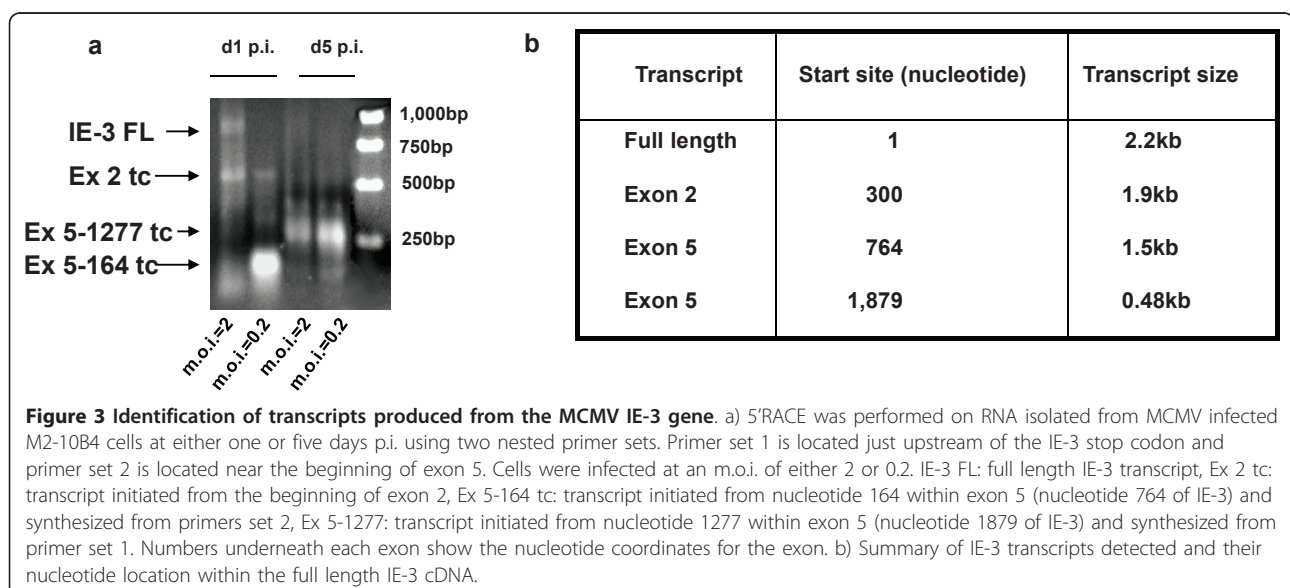 a
d1 p.i. d5 p.i.
IE-3 FL
Ex 2 tc
Ex 5-1277 tc
Ex 5-164 tc
1,000bp
750bp
500bp
250bp
m.o.i.=2
m.o.i.=0.2
m.o.i.=2
m.o.i.=0.2
b
Transcript Start site (nucleotide) Transcript size
Full length 1 2.2kb
Exon 2 300 1.9kb
Exon 5 764 1.5kb
Exon 5 1,879 0.48kb
Figure 3 Identification of transcripts produced from the MCMV IE-3 gene. a) 5’RACE was performed on RNA isolated from MCMV infected
M2-10B4 cells at either one or five days p.i. using two nested primer sets. Primer set 1 is located just upstream of the IE-3 stop codon and
primer set 2 is located near the beginning of exon 5. Cells were infected at an m.o.i. of either 2 or 0.2. IE-3 FL: full length IE-3 transcript, Ex 2 tc:
transcript initiated from the beginning of exon 2, Ex 5-164 tc: transcript initiated from nucleotide 164 within exon 5 (nucleotide 764 of IE-3) and
synthesized from primers set 2, Ex 5-1277: transcript initiated from nucleotide 1277 within exon 5 (nucleotide 1879 of IE-3) and synthesized from
primer set 1. Numbers underneath each exon show the nucleotide coordinates for the exon. b) Summary of IE-3 transcripts detected and their
nucleotide location within the full length IE-3 cDNA.